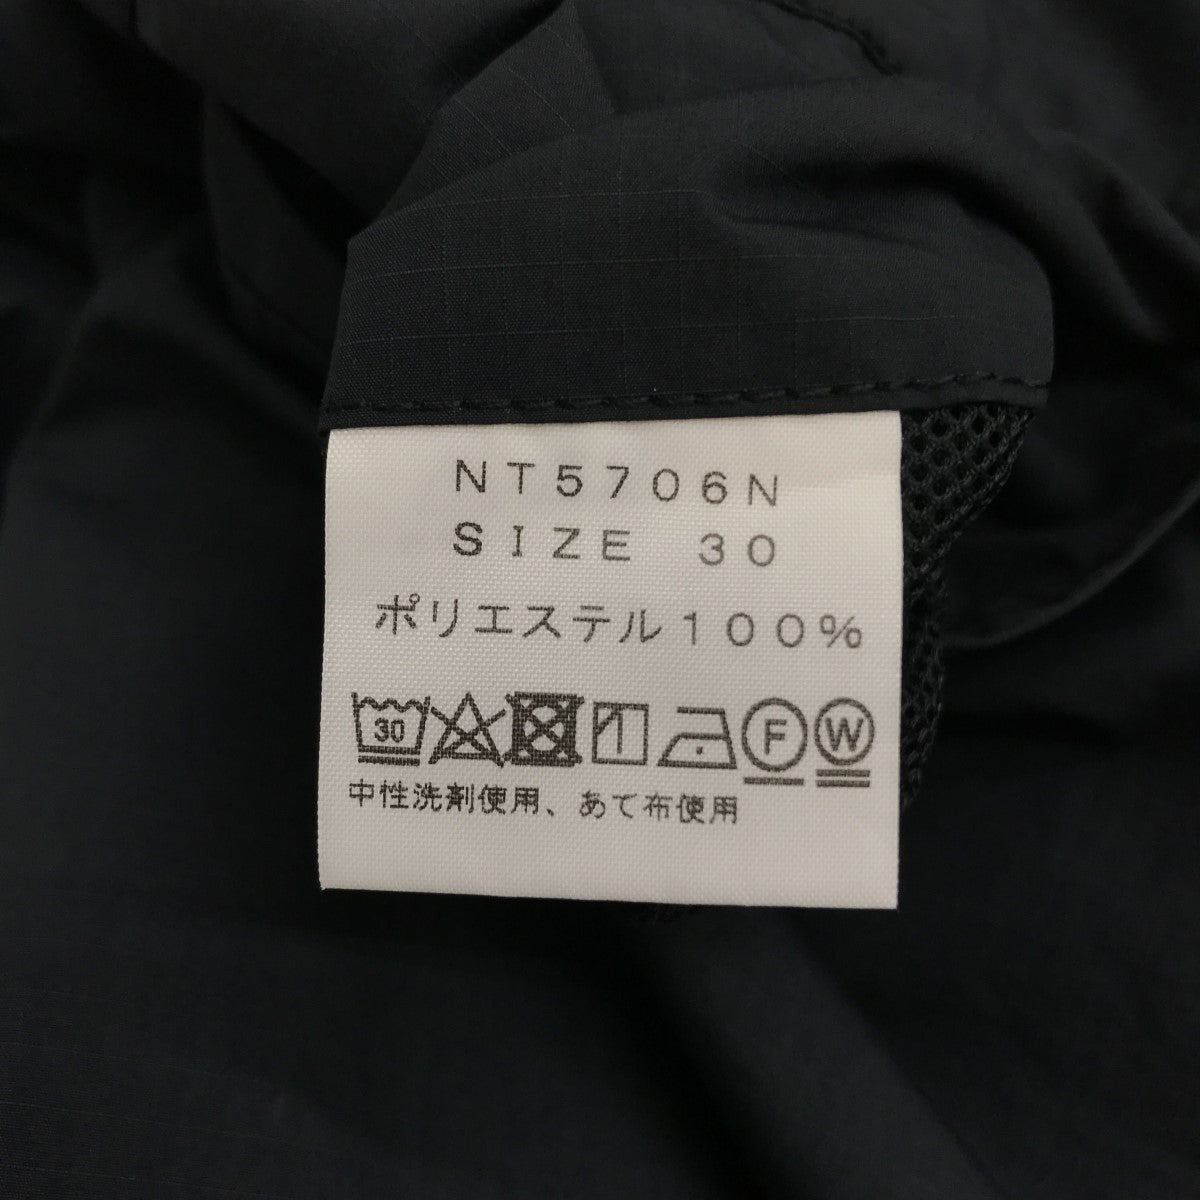 NT5706N
SIZE 30
ポリエステル100%
30 F W
中性洗剤使用、あて布使用